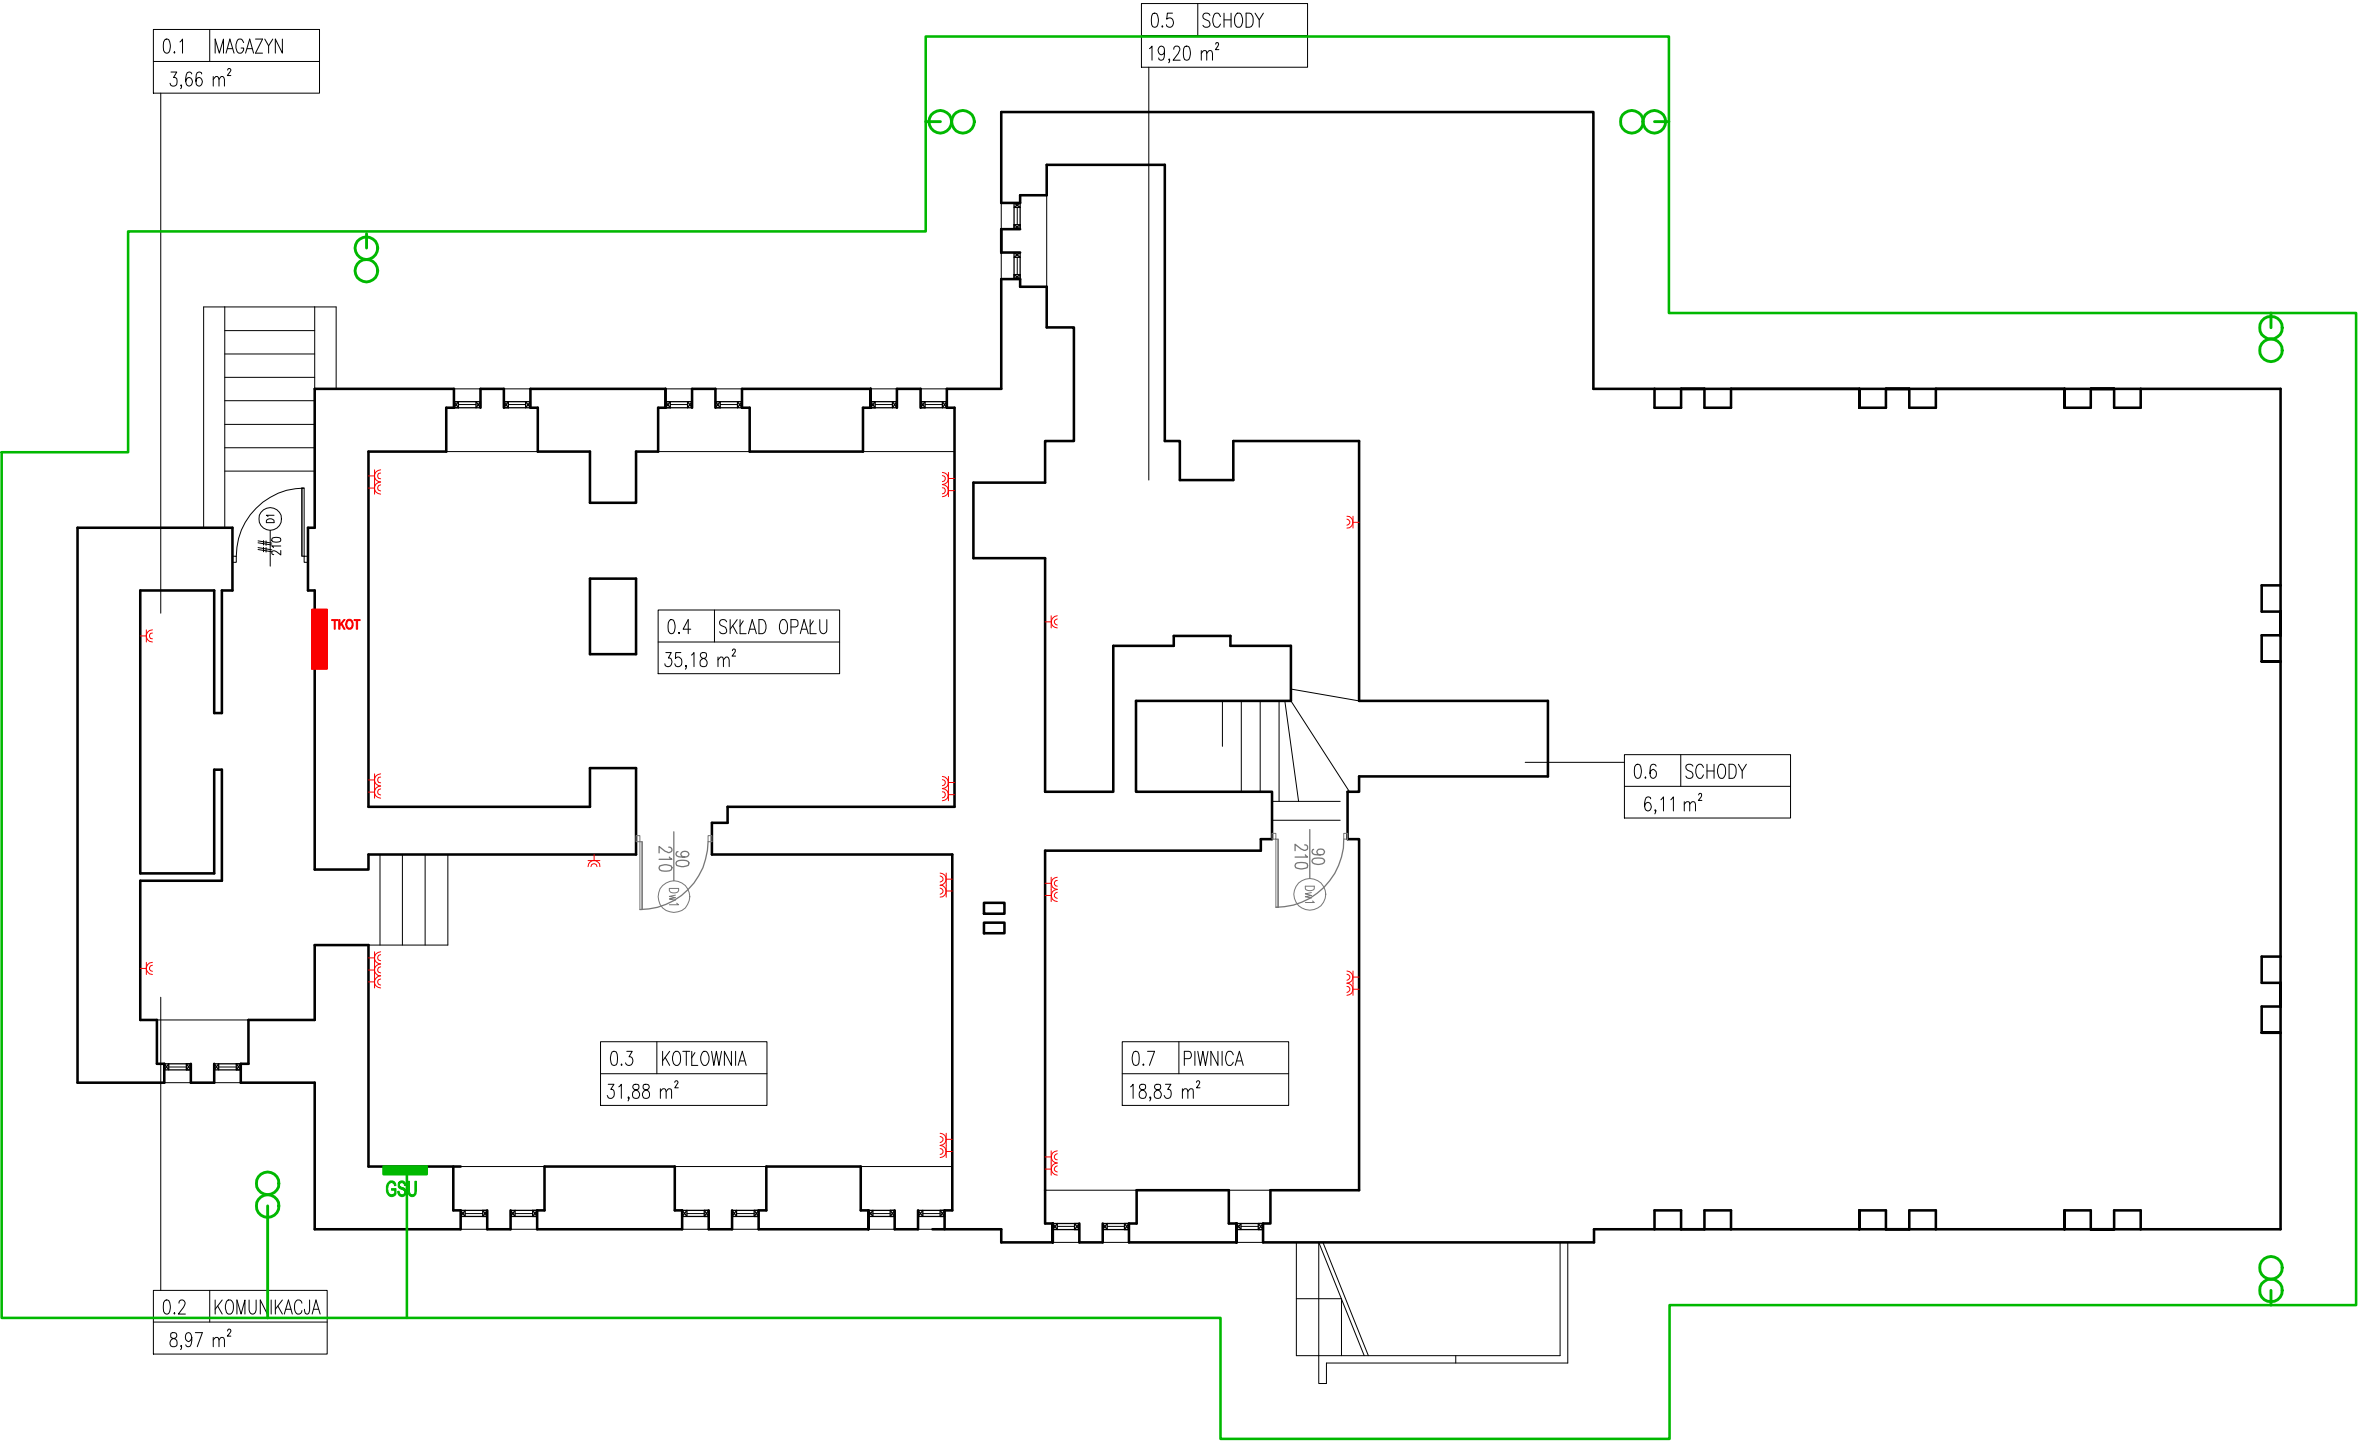 0.5 SCHODY
19,20 m²
0.1 MAGAZYN
3,66 m²
D1
##
210
TKOT
0.4 SKŁAD OPAŁU
35,18 m²
0.6 SCHODY
6,11 m²
90
210
DW1
90
210
DW1
0.3 KOTŁOWNIA
31,88 m²
0.7 PIWNICA
18,83 m²
GSU
0.2 KOMUNIKACJA
8,97 m²